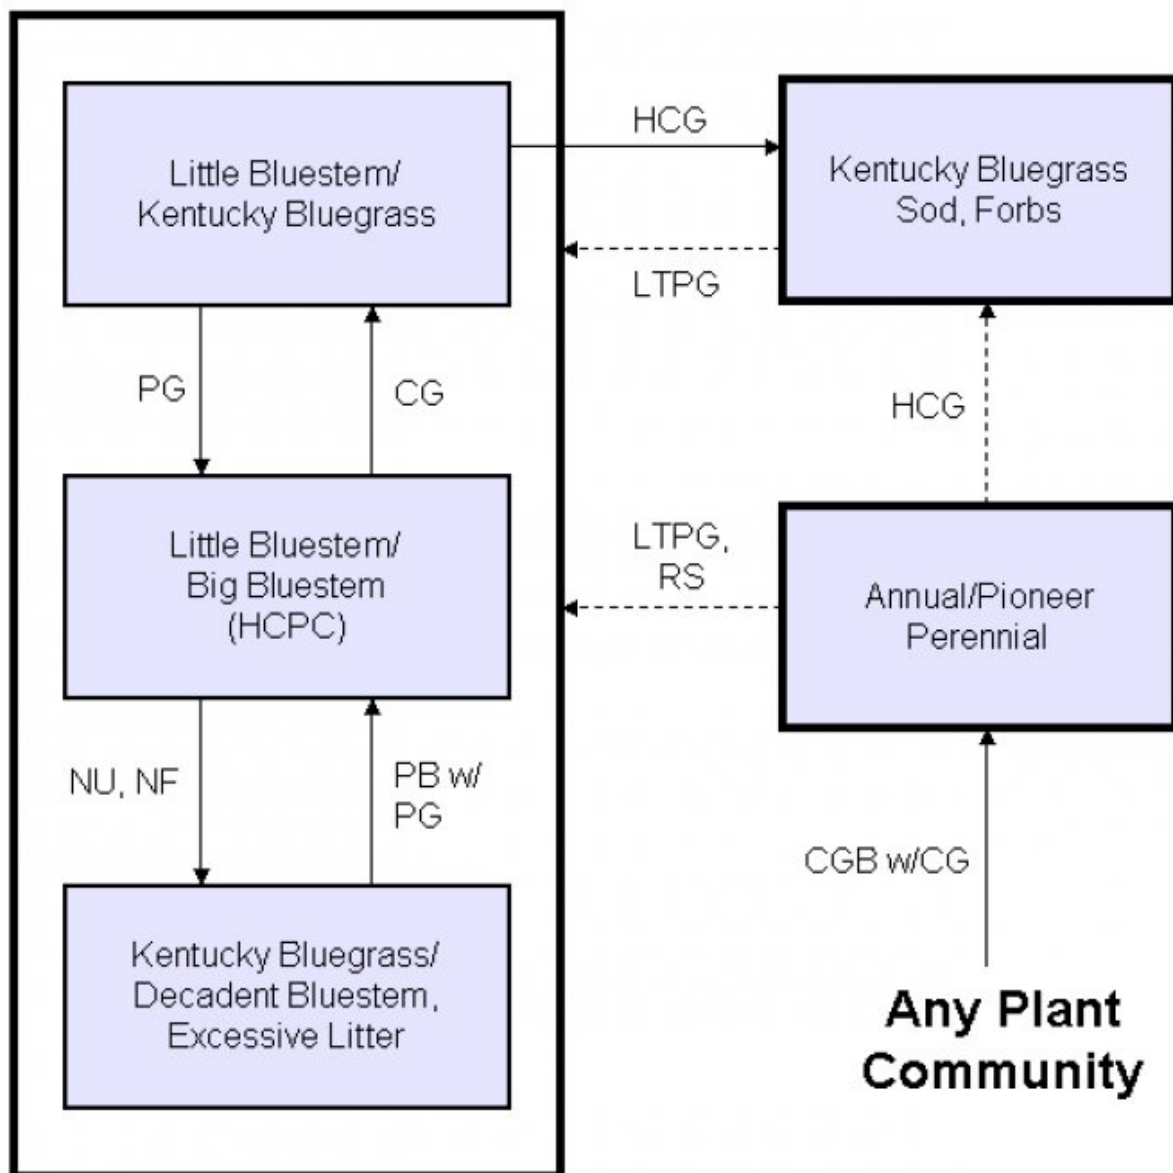 Little Bluestem/
Kentucky Bluegrass
HCG
Kentucky Bluegrass
Sod, Forbs
LTPG
PG
CG
HCG
Little Bluestem/
Big Bluestem
(HCPC)
LTPG,
RS
Annual/Pioneer
Perennial
NU, NF
PB w/
PG
CGB w/CG
Kentucky Bluegrass/
Decadent Bluestem,
Excessive Litter
Any Plant
Community